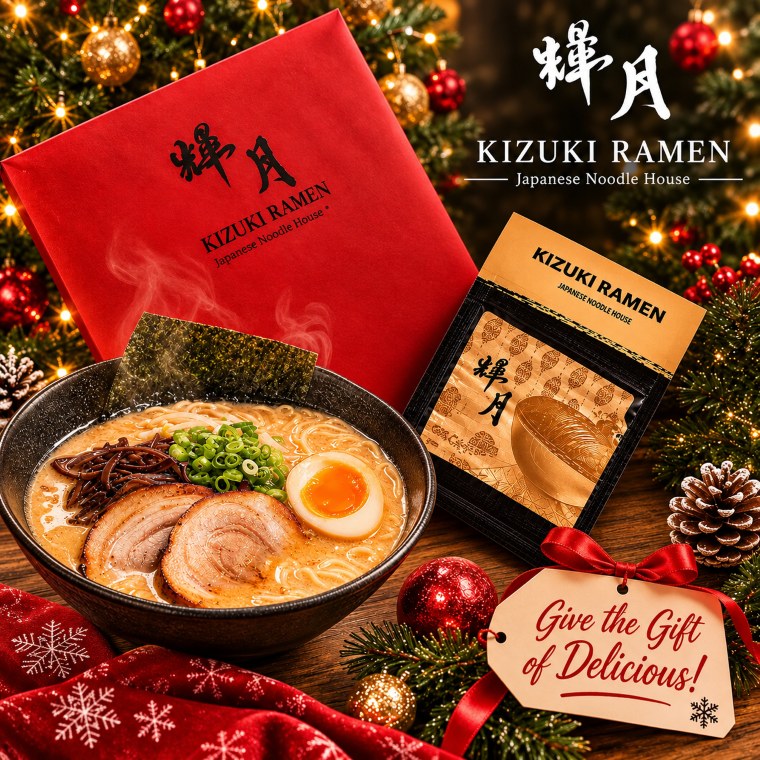 輝月
KIZUKI RAMEN
Japanese Noodle House
輝月
KIZUKI RAMEN
Japanese Noodle House
KIZUKI RAMEN
JAPANESE NOODLE HOUSE
輝月
Give the Gift
of Delicious!